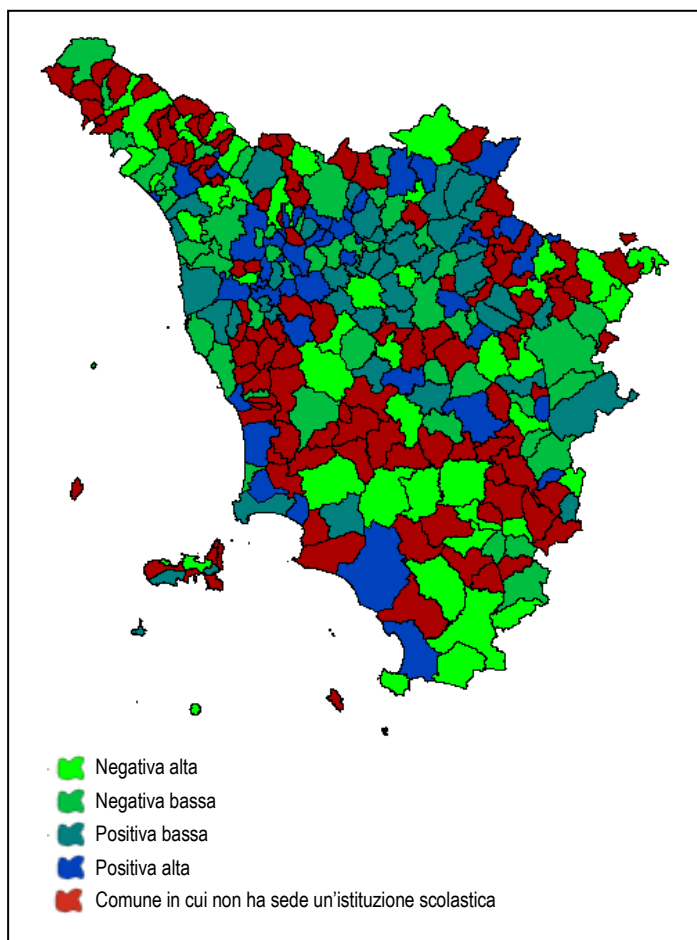 Negativa alta
Negativa bassa
Positiva bassa
Positiva alta
Comune in cui non ha sede un'istituzione scolastica